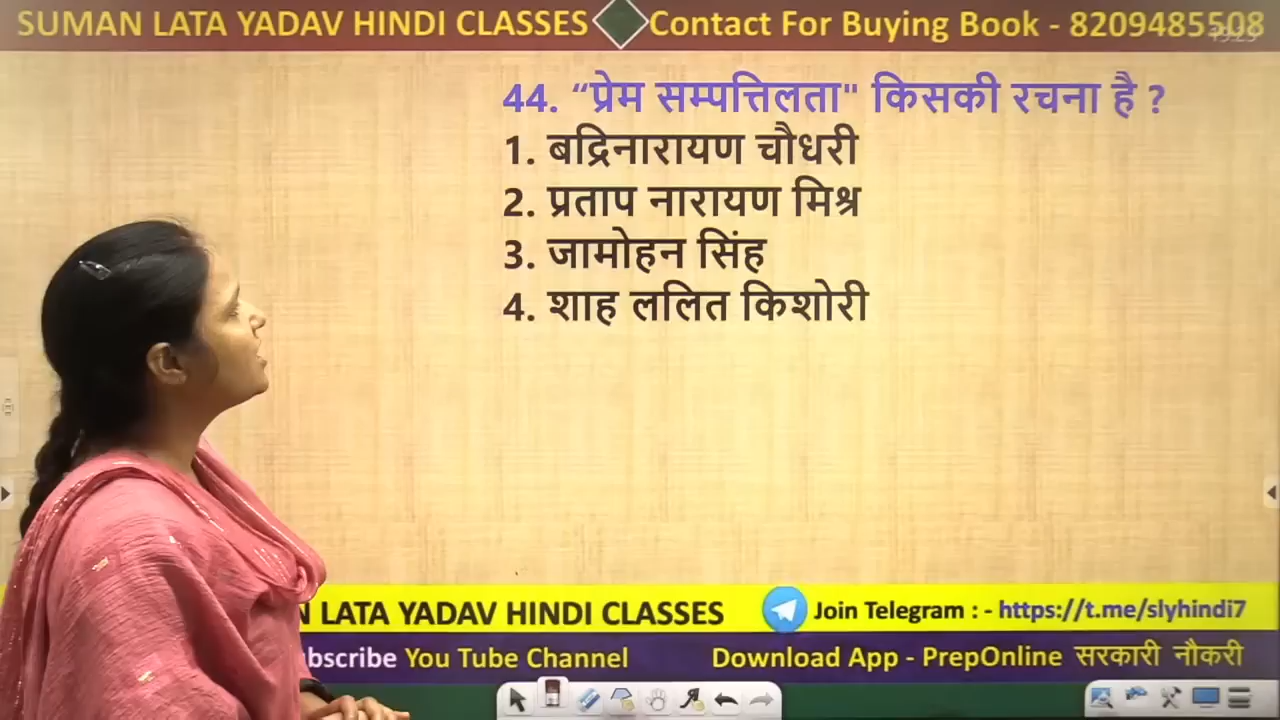 SUMAN LATA YADAV HINDI CLASSES Contact For Buying Book - 8209485508
44. “प्रेम सम्पत्तिलता" किसकी रचना है ?
1. बद्रिनारायण चौधरी
2. प्रताप नारायण मिश्र
3. जामोहन सिंह
4. शाह ललित किशोरी
N LATA YADAV HINDI CLASSES Join Telegram : - https://t.me/slyhindi7
bscribe You Tube Channel Download App - PrepOnline सरकारी नौकरी